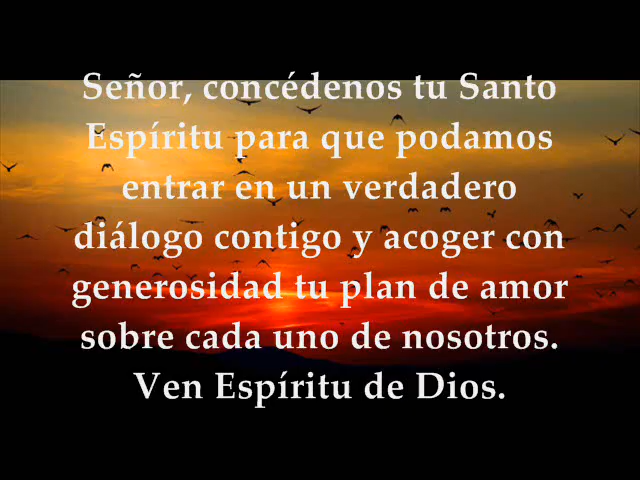 Señor, concédenos tu Santo
Espíritu para que podamos
entrar en un verdadero
diálogo contigo y acoger con
generosidad tu plan de amor
sobre cada uno de nosotros.
Ven Espíritu de Dios.